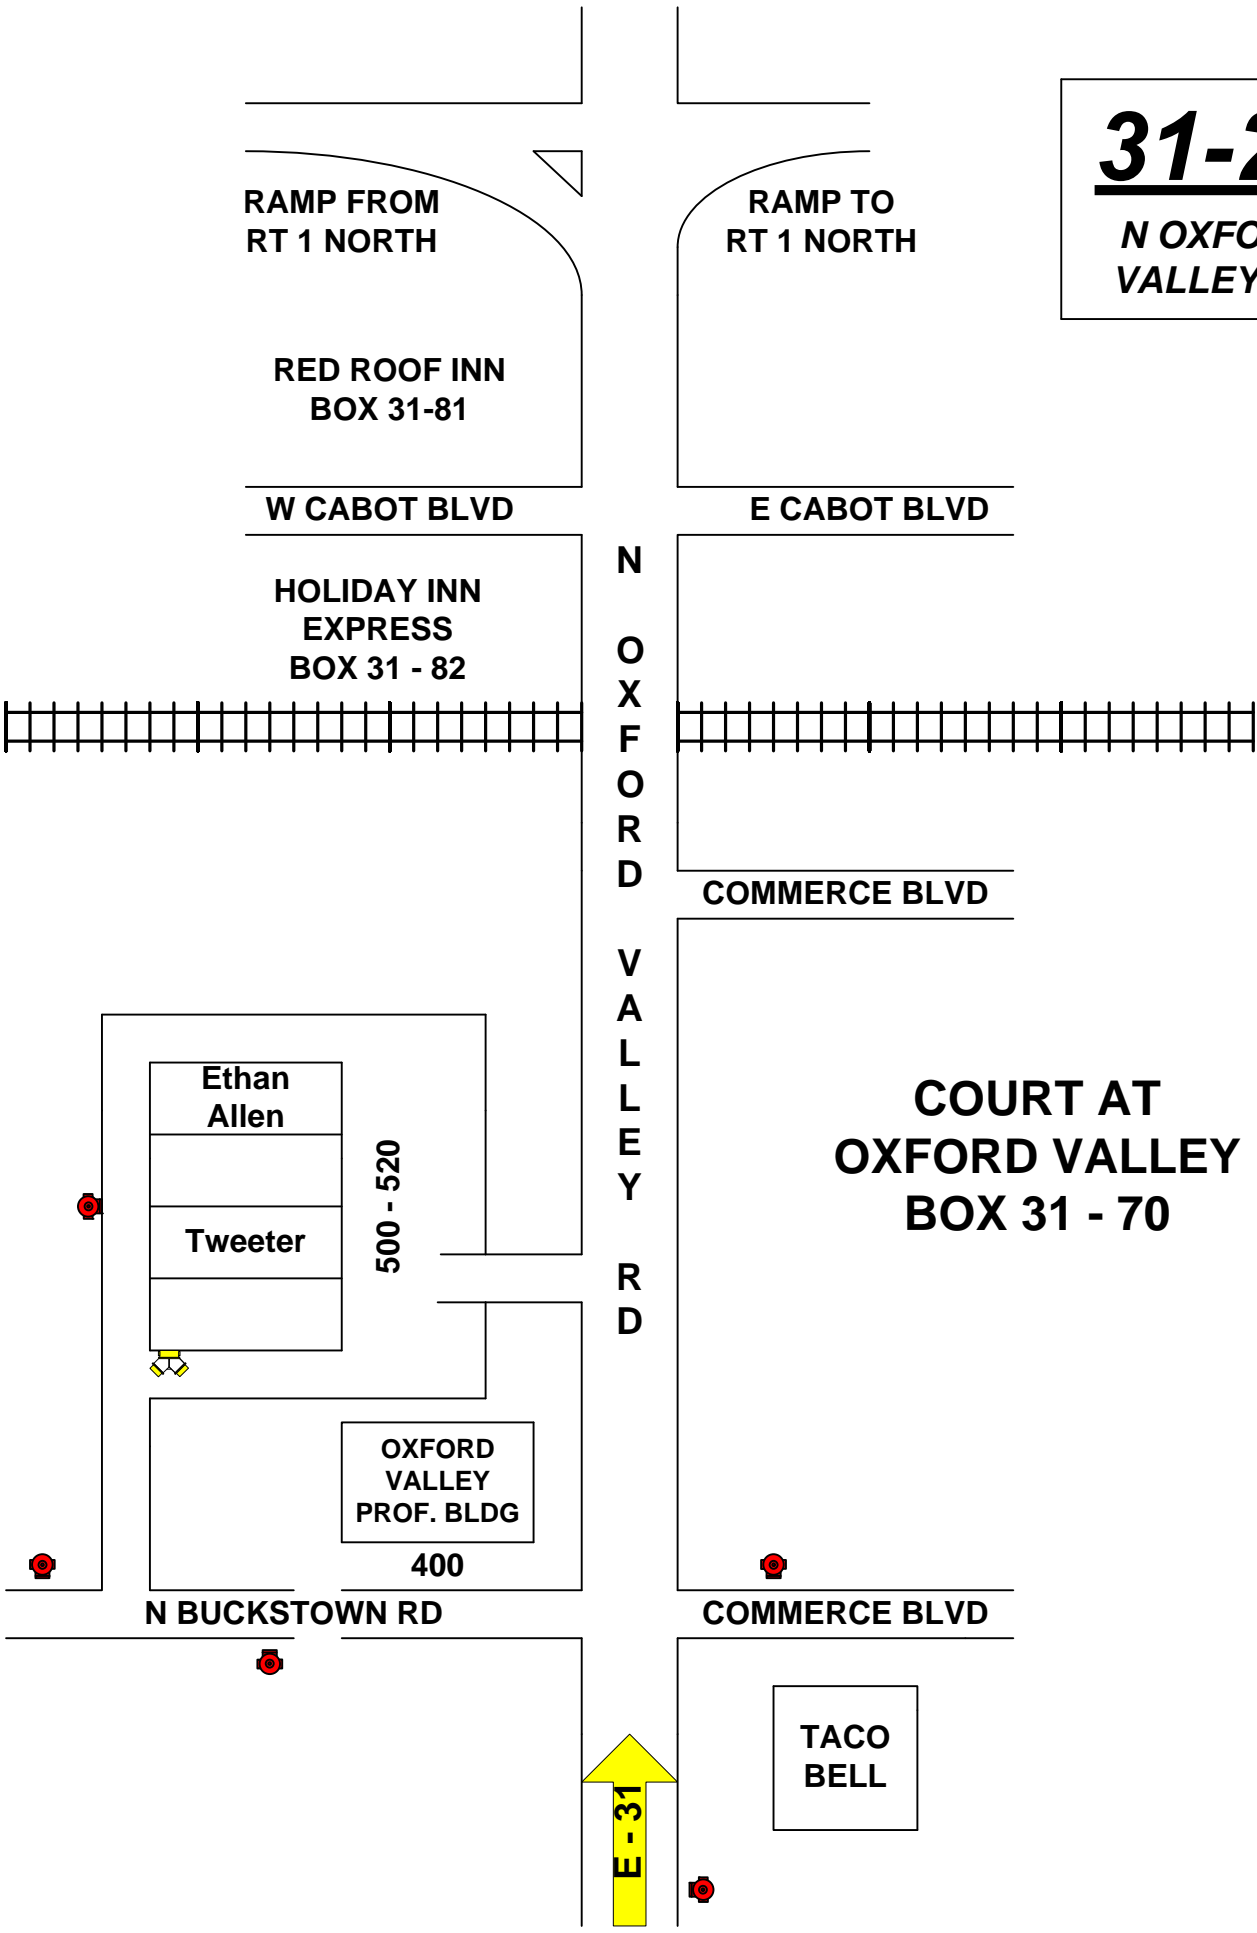 31-2
N OXFO
VALLEY
RAMP FROM
RT 1 NORTH
RAMP TO
RT 1 NORTH
RED ROOF INN
BOX 31-81
W CABOT BLVD
E CABOT BLVD
HOLIDAY INN
EXPRESS
BOX 31 - 82
N OXFORD VALLEY RD
COMMERCE BLVD
Ethan
Allen
Tweeter
500 - 520
COURT AT
OXFORD VALLEY
BOX 31 - 70
OXFORD
VALLEY
PROF. BLDG
400
N BUCKSTOWN RD
COMMERCE BLVD
TACO
BELL
E - 31